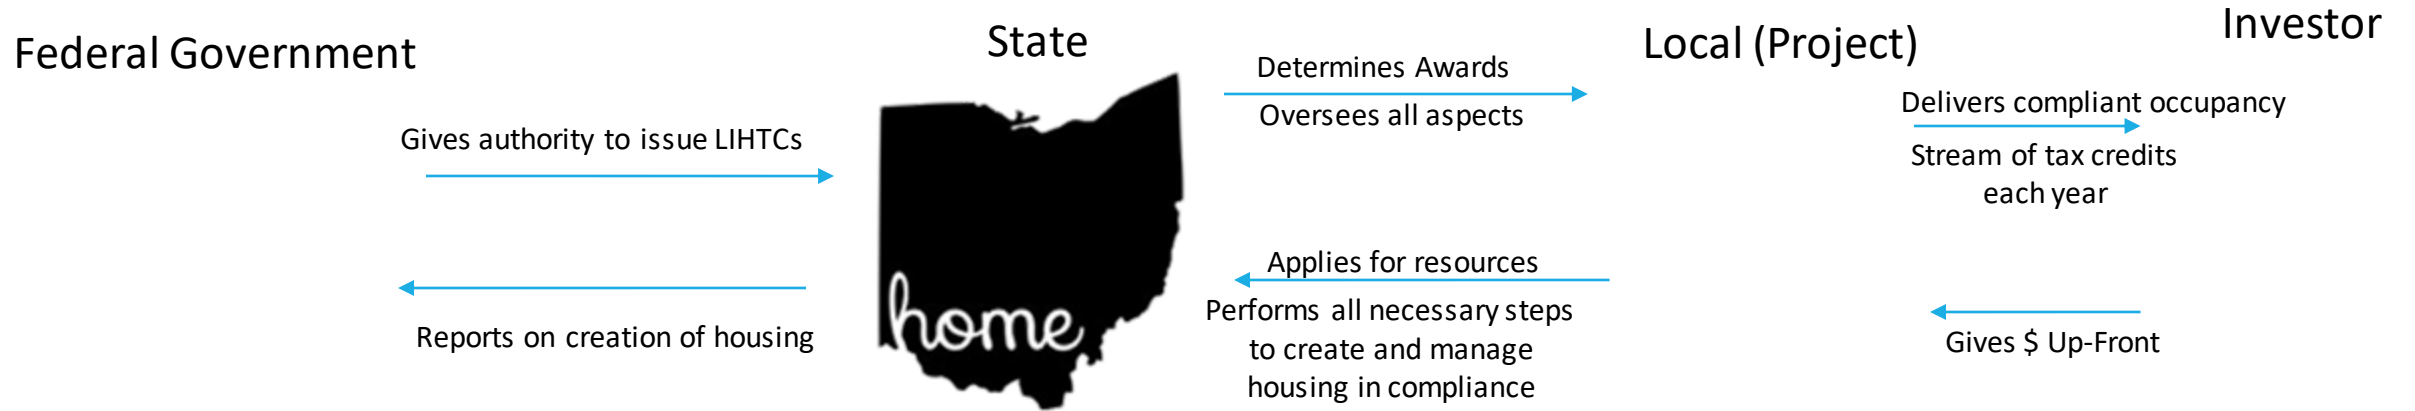 Federal Government
Gives authority to issue LIHTCs
Reports on creation of housing
State
home
Determines Awards
Oversees all aspects
Applies for resources
Performs all necessary steps
to create and manage
housing in compliance
Local (Project)
Delivers compliant occupancy
Stream of tax credits
each year
Gives $ Up-Front
Investor